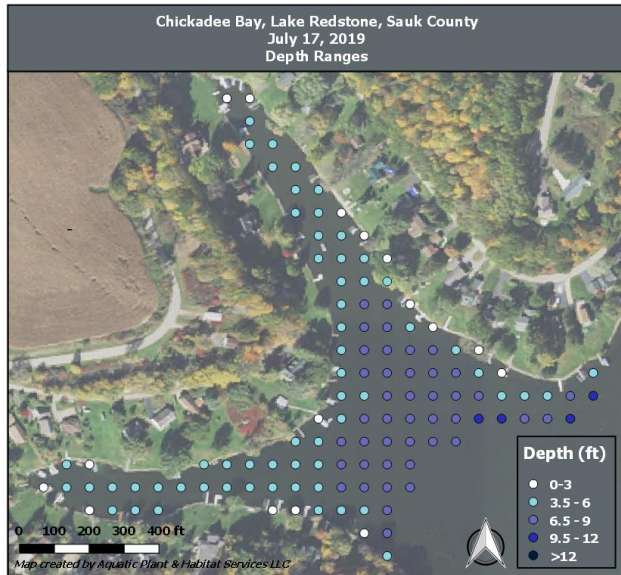 Chickadee Bay, Lake Redstone, Sauk County
July 17, 2019
Depth Ranges
Depth (ft)
0-3
3.5 - 6
6.5 - 9
9.5 - 12
>12
0 100 200 300 400 ft
Map created by Aquatic Plant & Habitat Services LLC